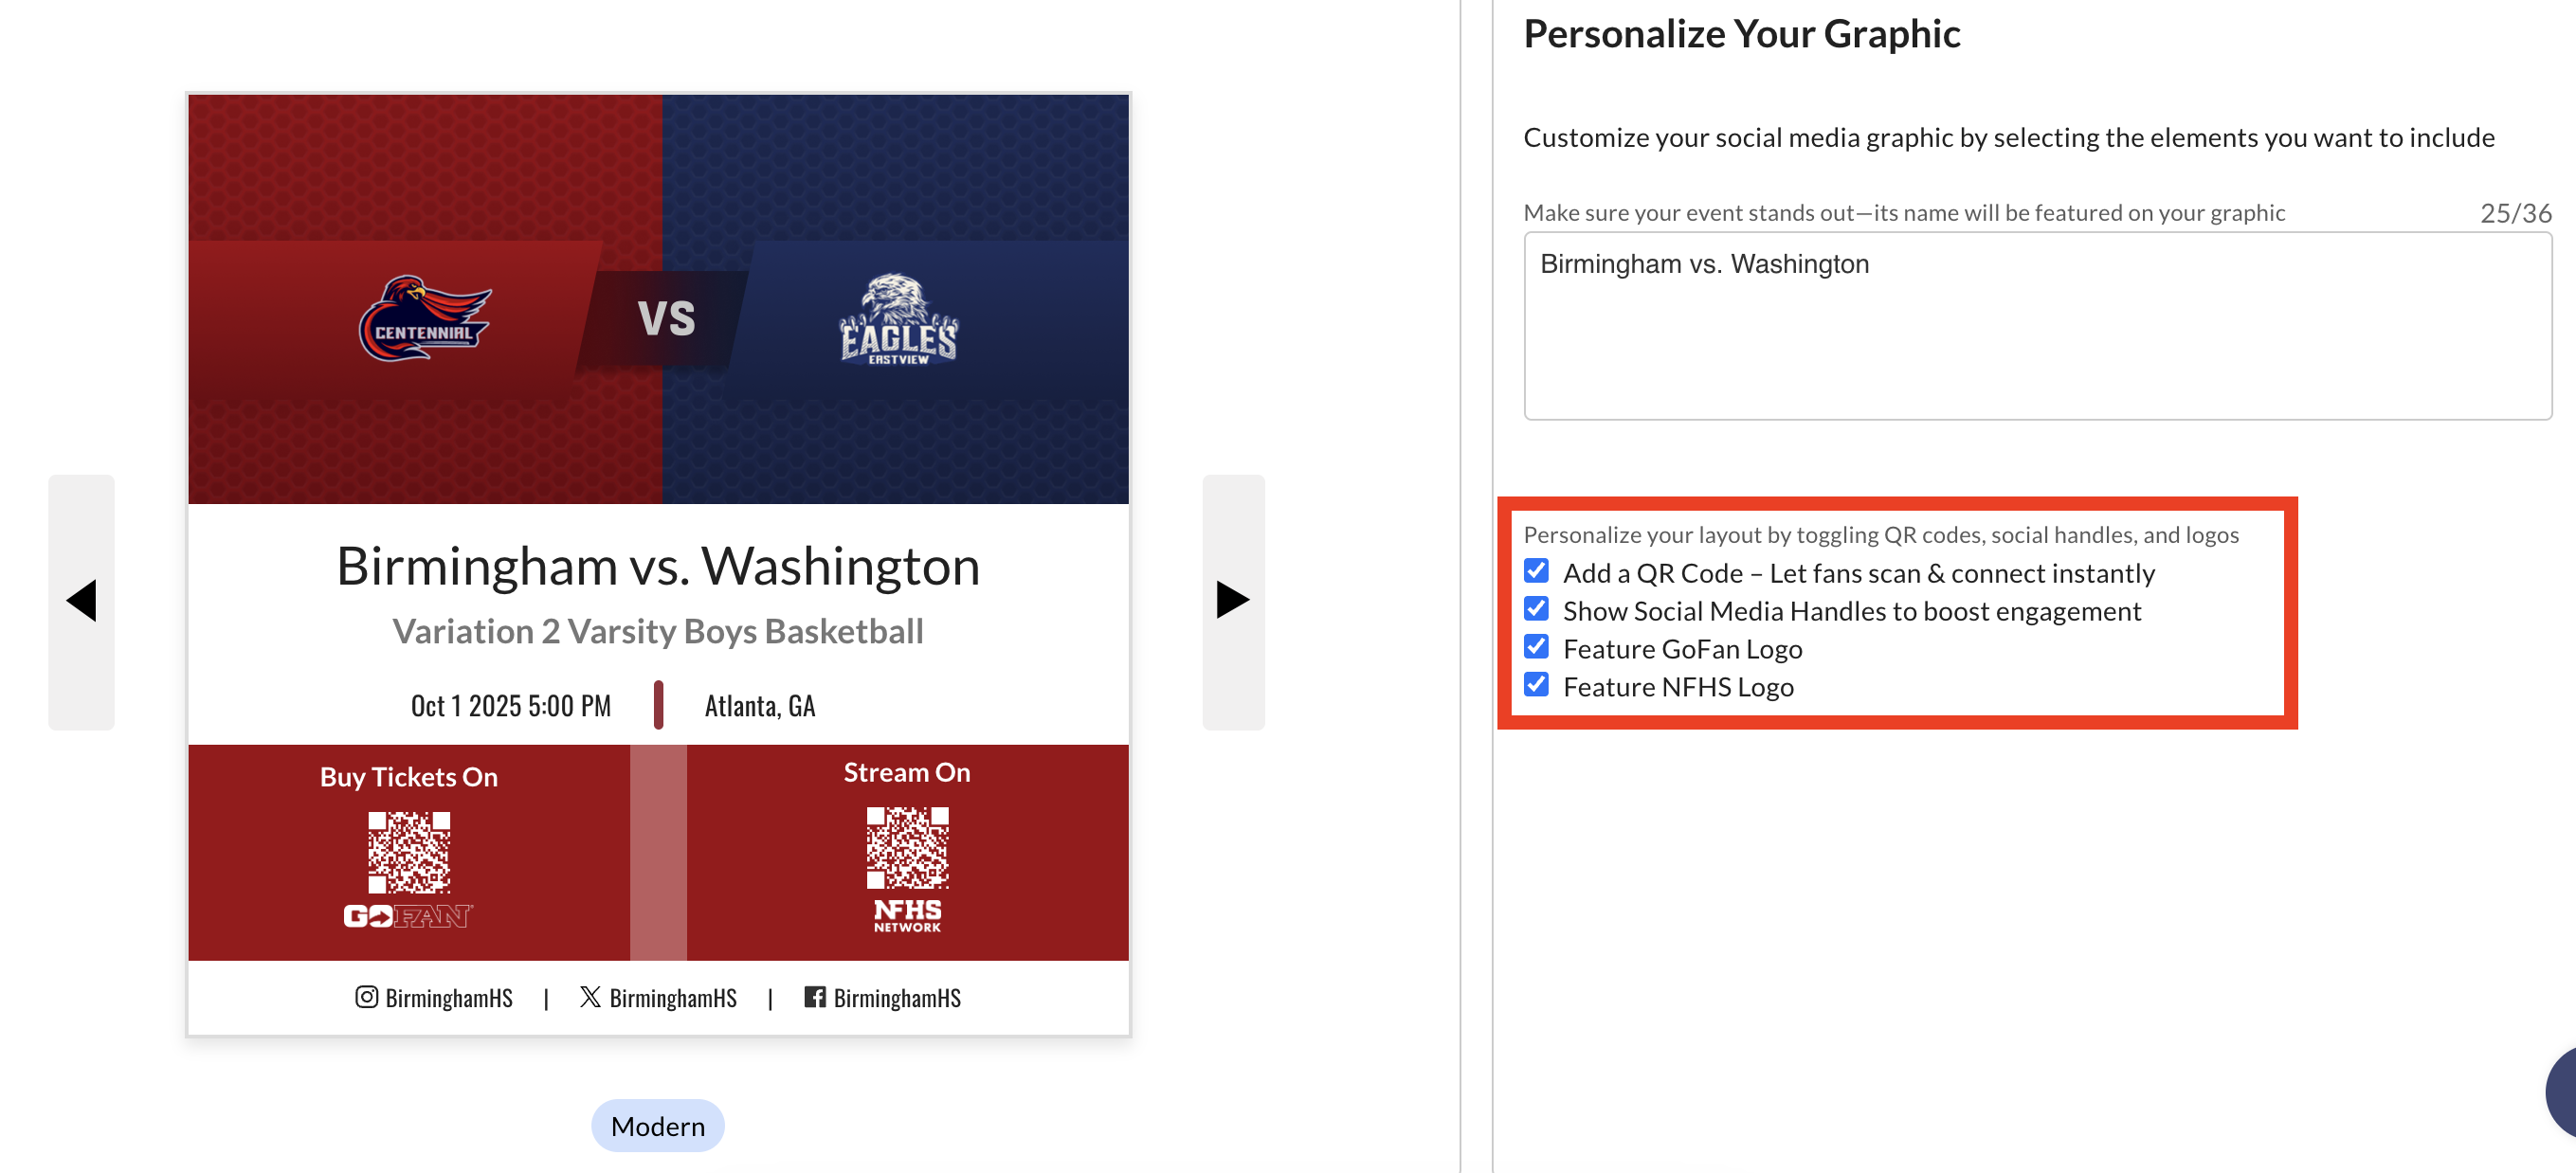 CENTENNIAL
VS
EAGLES
EASTVIEW
Birmingham vs. Washington
Variation 2 Varsity Boys Basketball
Oct 1 2025 5:00 PM
Atlanta, GA
Buy Tickets On
GOFAN
Stream On
NFHS
NETWORK
BirminghamHS | X BirminghamHS | BirminghamHS
Modern
Personalize Your Graphic
Customize your social media graphic by selecting the elements you want to include
Make sure your event stands out—its name will be featured on your graphic 25/36
Birmingham vs. Washington
Personalize your layout by toggling QR codes, social handles, and logos
Add a QR Code – Let fans scan & connect instantly
Show Social Media Handles to boost engagement
Feature GoFan Logo
Feature NFHS Logo